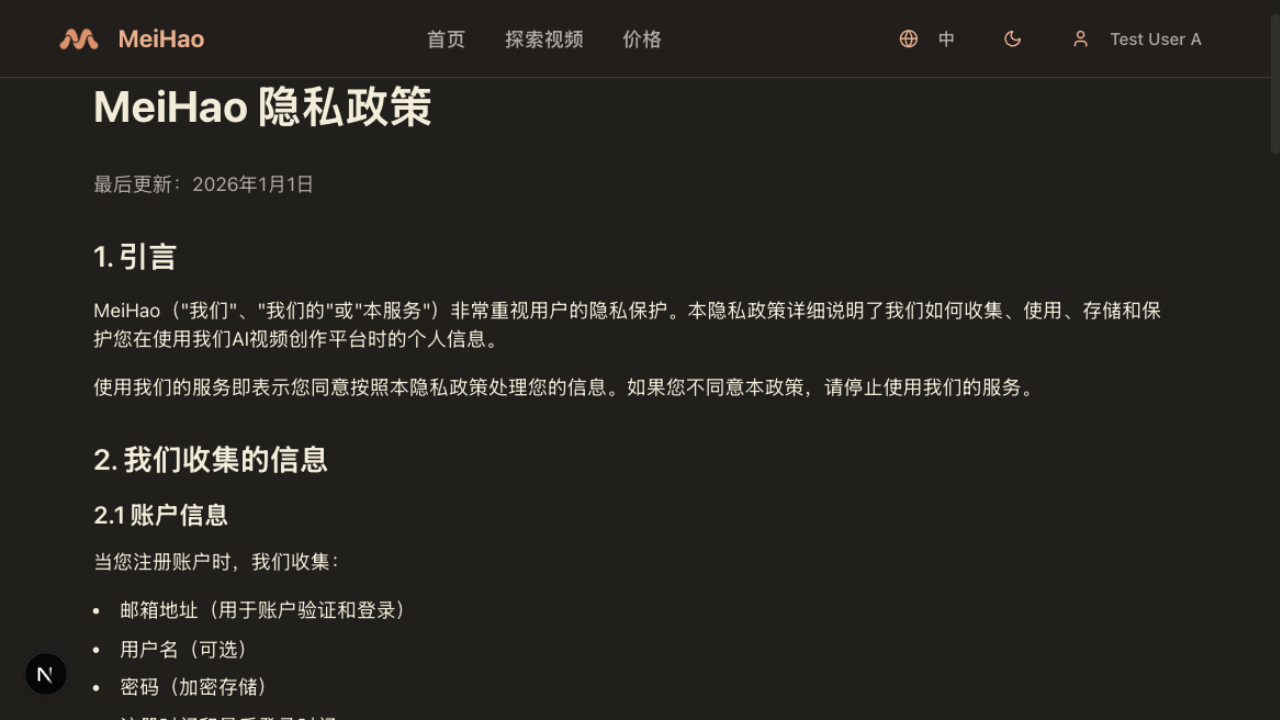 MeiHao
首页
探索视频
价格
中
Test User A
MeiHao 隐私政策
最后更新：2026年1月1日
1. 引言
MeiHao（"我们"、"我们的"或"本服务"）非常重视用户的隐私保护。本隐私政策详细说明了我们如何收集、使用、存储和保
护您在使用我们AI视频创作平台时的个人信息。
使用我们的服务即表示您同意按照本隐私政策处理您的信息。如果您不同意本政策，请停止使用我们的服务。
2. 我们收集的信息
2.1 账户信息
当您注册账户时，我们收集：
• 邮箱地址（用于账户验证和登录）
• 用户名（可选）
• 密码（加密存储）
N